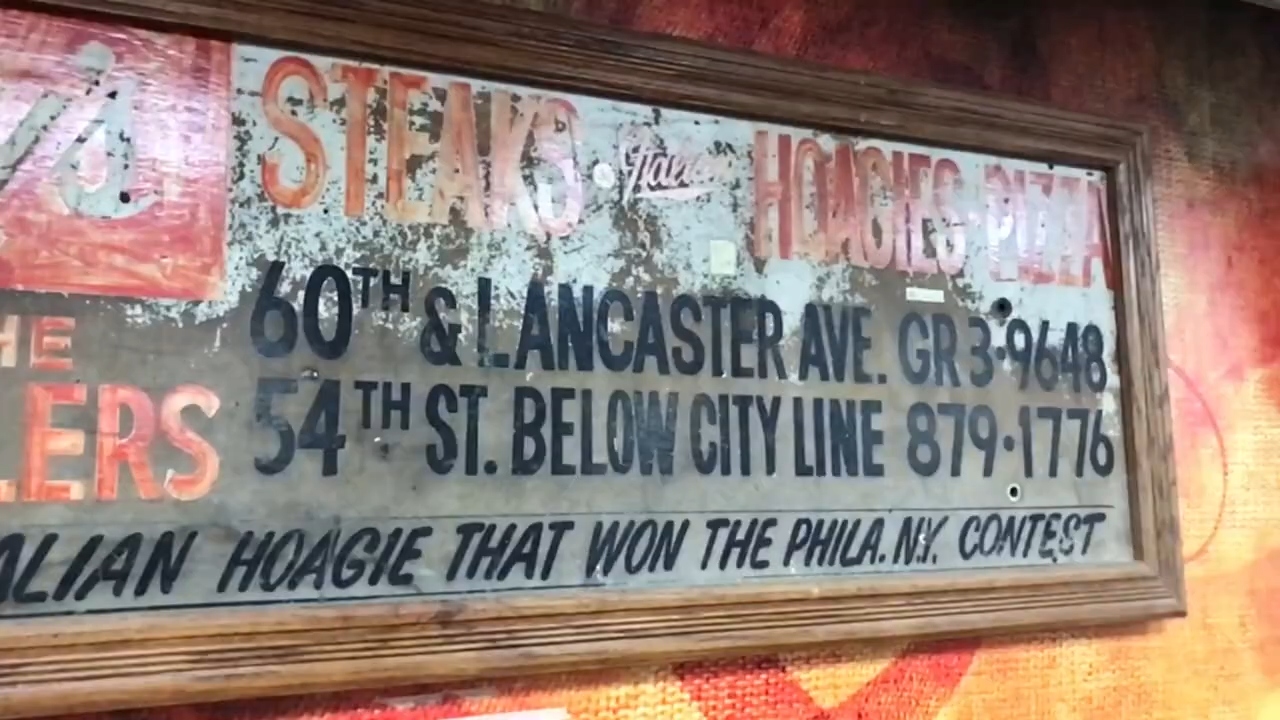 's STEAKS · Italian HOAGIES · PIZZA
HE
60TH & LANCASTER AVE. GR 3·9648
LERS
54TH ST. BELOW CITY LINE 879·1776
ALIAN HOAGIE THAT WON THE PHILA. N.Y. CONTEST